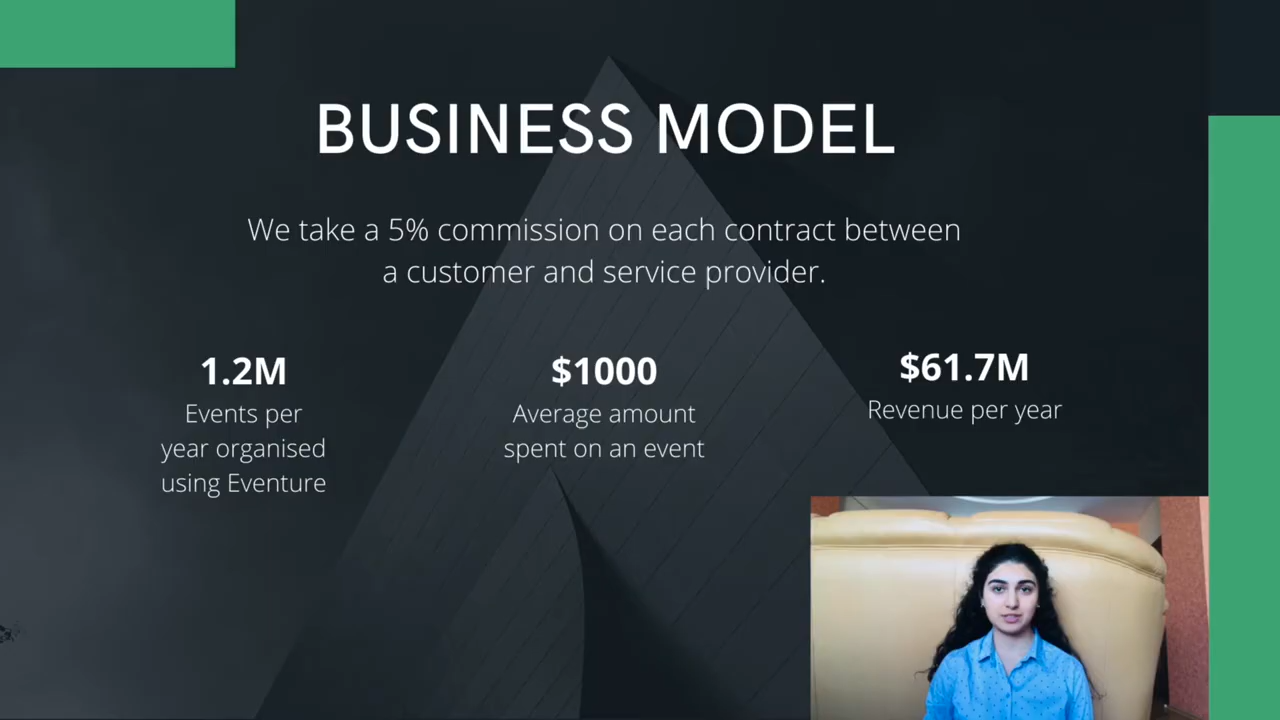 BUSINESS MODEL
We take a 5% commission on each contract between
a customer and service provider.
1.2M
Events per
year organised
using Eventure
$1000
Average amount
spent on an event
$61.7M
Revenue per year